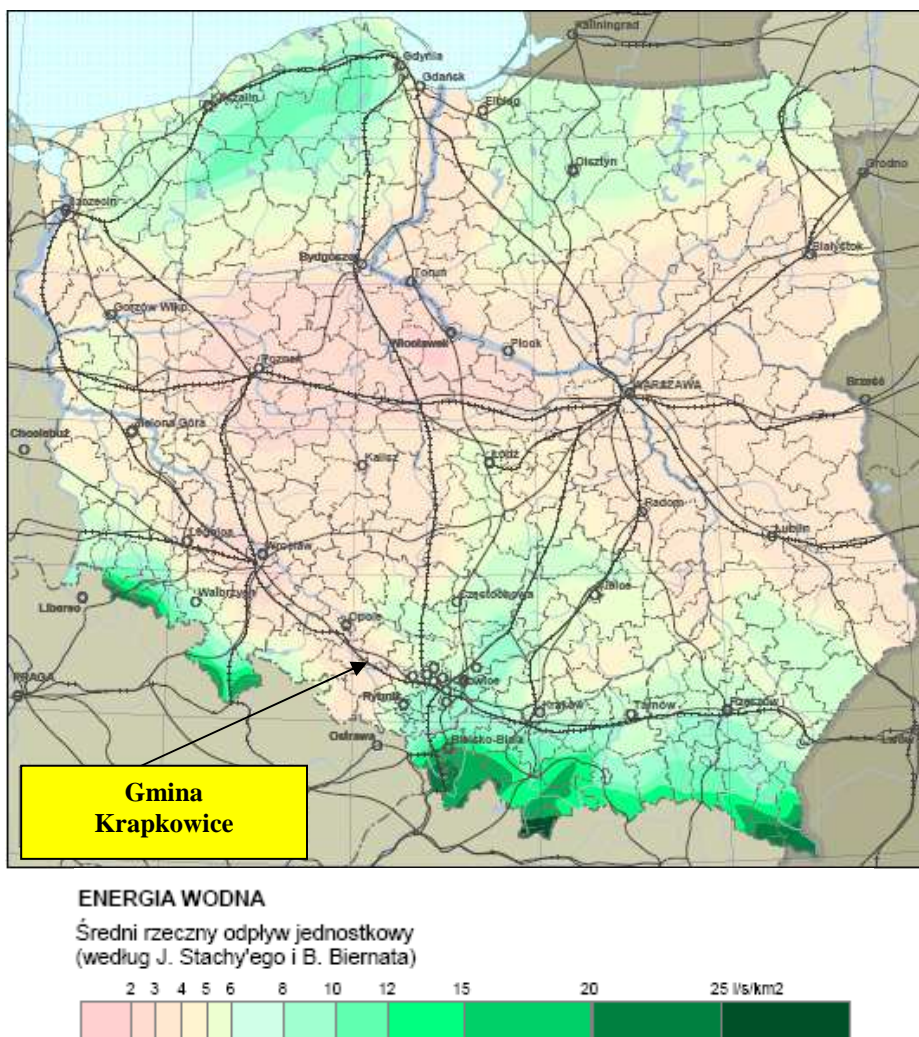 Kaliningrad
Gdynia
Gdańsk
Koszalin
Elbląg
Olsztyn
Grodno
Szczecin
Białystok
Bydgoszcz
Toruń
Gorzów Wlkp.
Włocławek
Płock
Poznań
WARSZAWA
Brześć
Zielona Góra
Kalisz
Łódź
Radom
Legnica
Wrocław
Lublin
Wałbrzych
Częstochowa
Kielce
Opole
PRAGA
Rybnik
Kraków
Tarnów
Rzeszów
Ostrawa
Bielsko-Biała
Lwów
Gmina
Krapkowice
ENERGIA WODNA
Średni rzeczny odpływ jednostkowy
(według J. Stachy'ego i B. Biernata)
2 3 4 5 6 8 10 12 15 20 25 l/s/km2